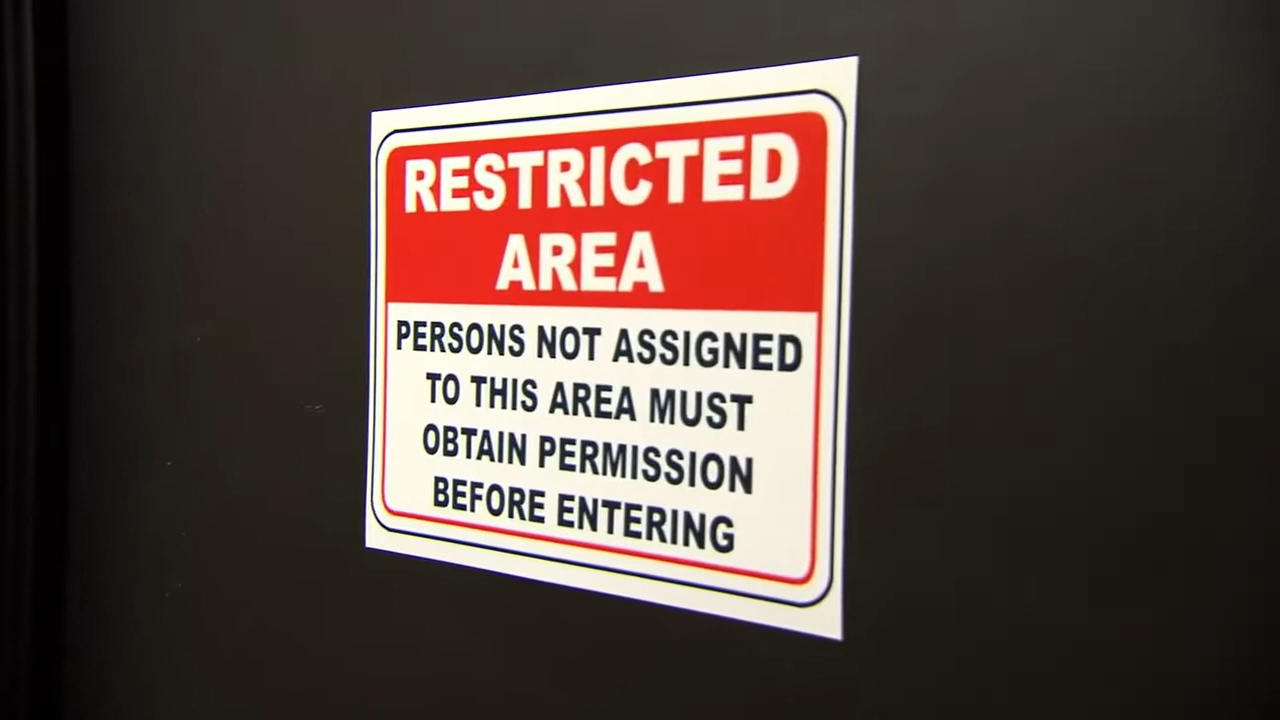 RESTRICTED
AREA
PERSONS NOT ASSIGNED
TO THIS AREA MUST
OBTAIN PERMISSION
BEFORE ENTERING